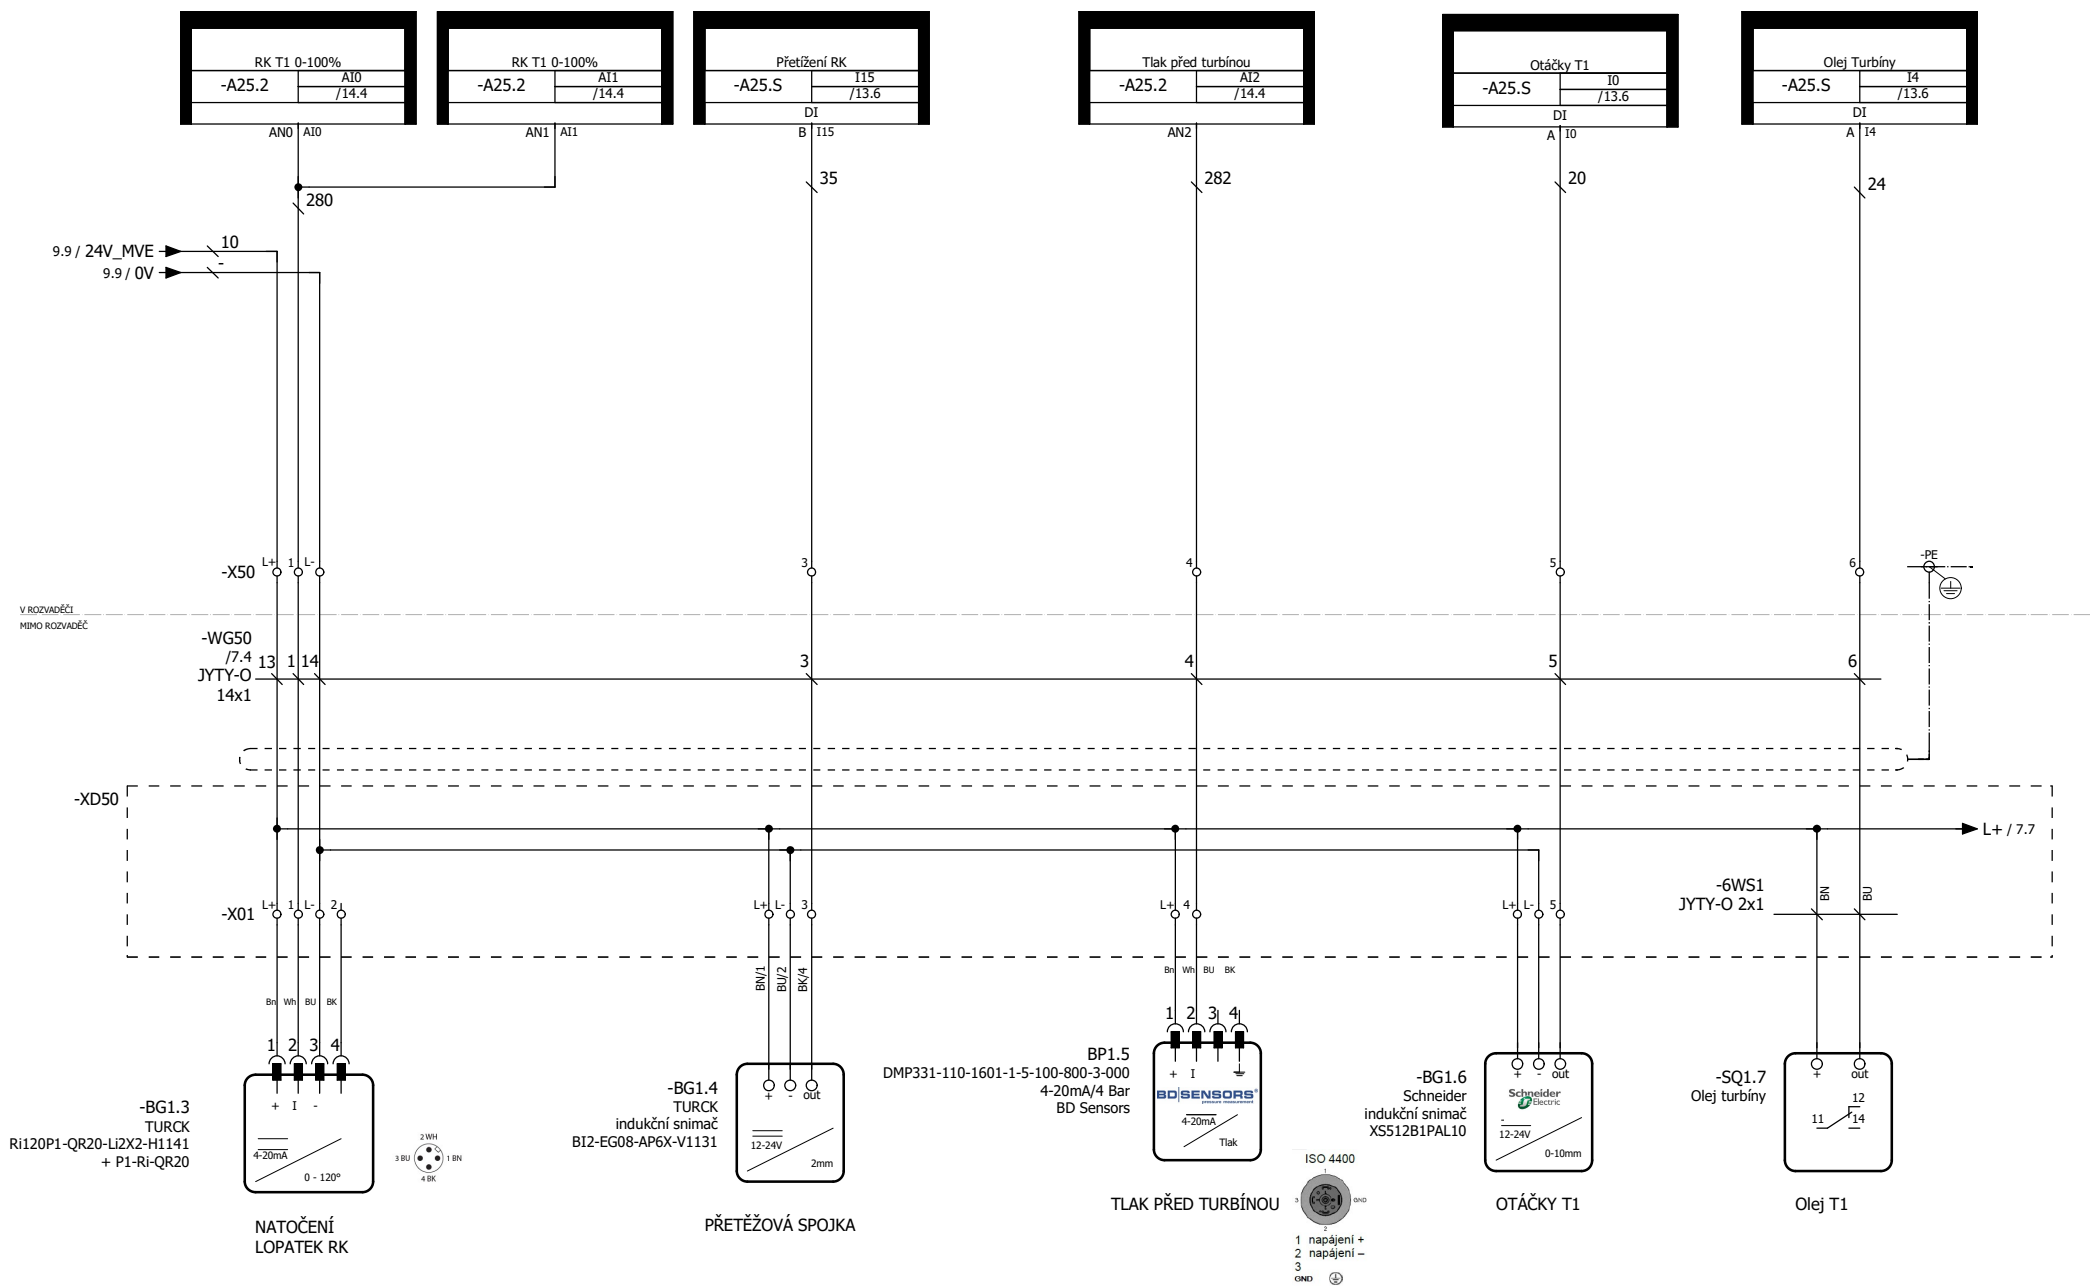 RK T1 0-100%
-A25.2
AI0
/14.4
AN0
AI0
RK T1 0-100%
-A25.2
AI1
/14.4
AN1
AI1
Přetížení RK
-A25.S
I15
/13.6
DI
B
I15
Tlak před turbínou
-A25.2
AI2
/14.4
AN2
Otáčky T1
-A25.S
I0
/13.6
DI
A
I0
Olej Turbíny
-A25.S
I4
/13.6
DI
A
I4
280
35
282
20
24
9.9 / 24V_MVE
10
9.9 / 0V
-
-X50
L+
1
L-
3
4
5
6
-PE
V ROZVADĚČI
MIMO ROZVADĚČ
-WG50
/7.4
JYTY-O
14x1
13
1
14
3
4
5
6
-XD50
L+ / 7.7
-X01
L+
1
L-
2
L+
L-
3
L+
4
L+
L-
5
-6WS1
JYTY-O 2x1
BN
BU
Bn
Wh
BU
BK
BN/1
BU/2
BK/4
Bn
Wh
BU
BK
1
2
3
4
-BG1.3
TURCK
Ri120P1-QR20-Li2X2-H1141
+ P1-Ri-QR20
+
I
-
4-20mA
0 - 120°
2 WH
3 BU
1 BN
4 BK
NATOČENÍ
LOPATEK RK
-BG1.4
TURCK
indukční snimač
BI2-EG08-AP6X-V1131
+
-
out
12-24V
2mm
PŘETĚŽOVÁ SPOJKA
1
2
3
4
BP1.5
DMP331-110-1601-1-5-100-800-3-000
4-20mA/4 Bar
BD Sensors
+
I
BD SENSORS®
pressure measurement
4-20mA
Tlak
TLAK PŘED TURBÍNOU
ISO 4400
1
3
GND
2
1 napájení +
2 napájení –
3
GND
-BG1.6
Schneider
indukční snimač
XS512B1PAL10
+
-
out
Schneider
Electric
-
12-24V
0-10mm
OTÁČKY T1
-SQ1.7
Olej turbíny
+
out
12
11
14
Olej T1